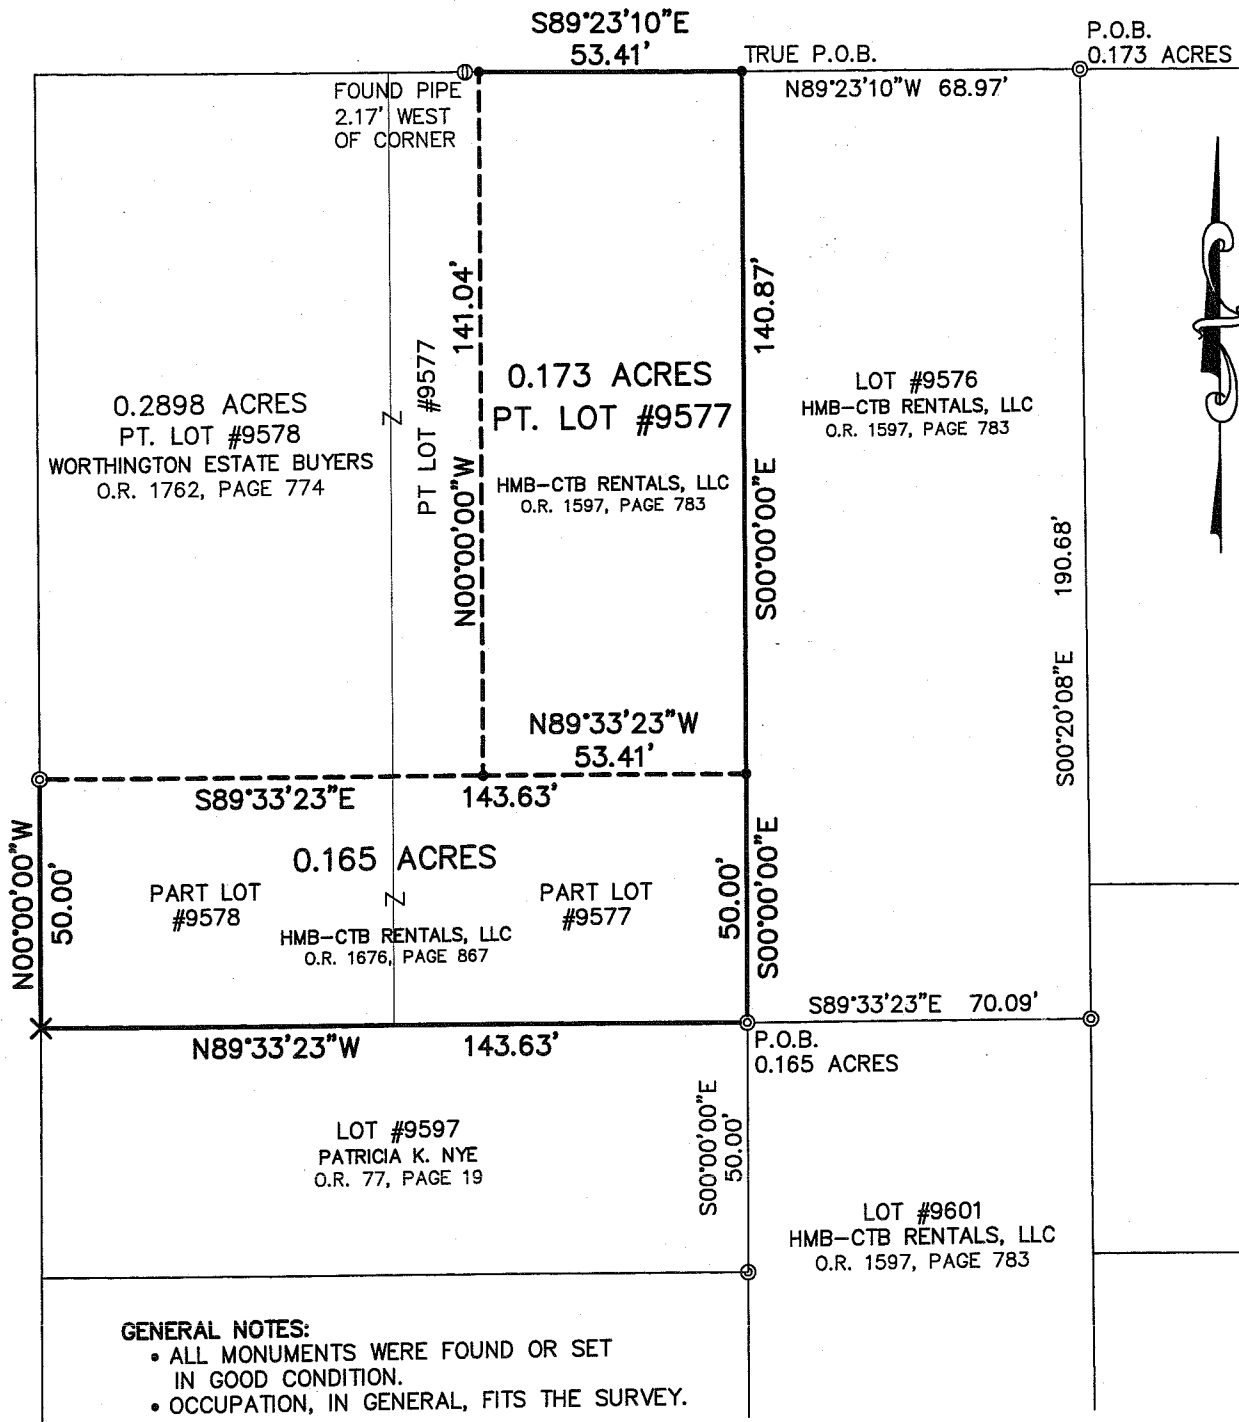 S89°23'10"E
53.41'
TRUE P.O.B.
P.O.B.
0.173 ACRES
N89°23'10"W 68.97'
FOUND PIPE
2.17' WEST
OF CORNER
141.04'
N00°00'00"W
PT LOT #9577
140.87'
S00°00'00"E
0.2898 ACRES
PT. LOT #9578
WORTHINGTON ESTATE BUYERS
O.R. 1762, PAGE 774
0.173 ACRES
PT. LOT #9577
HMB-CTB RENTALS, LLC
O.R. 1597, PAGE 783
LOT #9576
HMB-CTB RENTALS, LLC
O.R. 1597, PAGE 783
S00°20'08"E 190.68'
N89°33'23"W
53.41'
S89°33'23"E 143.63'
N00°00'00"W
50.00'
0.165 ACRES
PART LOT
#9578
PART LOT
#9577
HMB-CTB RENTALS, LLC
O.R. 1676, PAGE 867
50.00'
S00°00'00"E
S89°33'23"E 70.09'
N89°33'23"W 143.63'
P.O.B.
0.165 ACRES
S00°00'00"E
50.00'
LOT #9597
PATRICIA K. NYE
O.R. 77, PAGE 19
LOT #9601
HMB-CTB RENTALS, LLC
O.R. 1597, PAGE 783
GENERAL NOTES:
• ALL MONUMENTS WERE FOUND OR SET
IN GOOD CONDITION.
• OCCUPATION, IN GENERAL, FITS THE SURVEY.